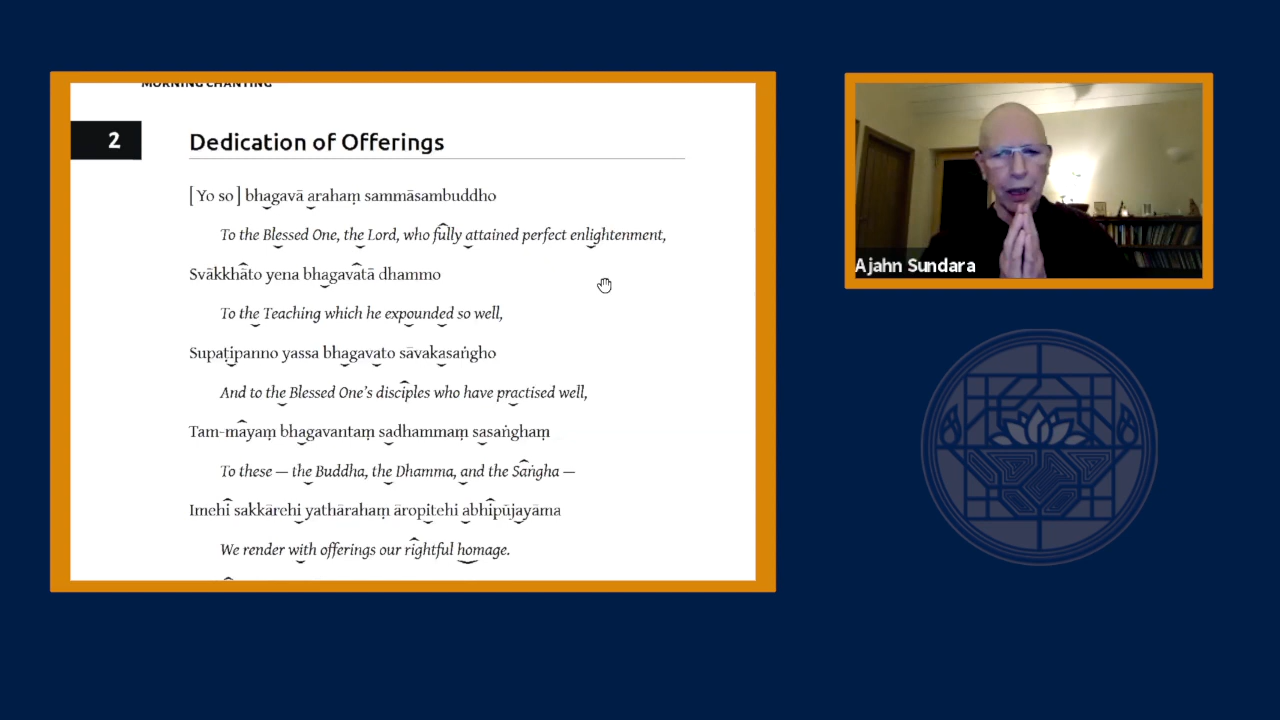 MORNING CHANTING
2
Dedication of Offerings
[Yo so] bhagavā arahaṃ sammāsambuddho
To the Blessed One, the Lord, who fully attained perfect enlightenment,
Svākkhāto yena bhagavatā dhammo
To the Teaching which he expounded so well,
Supaṭipanno yassa bhagavato sāvakasaṅgho
And to the Blessed One’s disciples who have practised well,
Tam-mayaṃ bhagavantaṃ sadhammaṃ sasaṅghaṃ
To these — the Buddha, the Dhamma, and the Saṅgha —
Imehi sakkārehi yathārahaṃ āropitehi abhipūjayāma
We render with offerings our rightful homage.
Ajahn Sundara